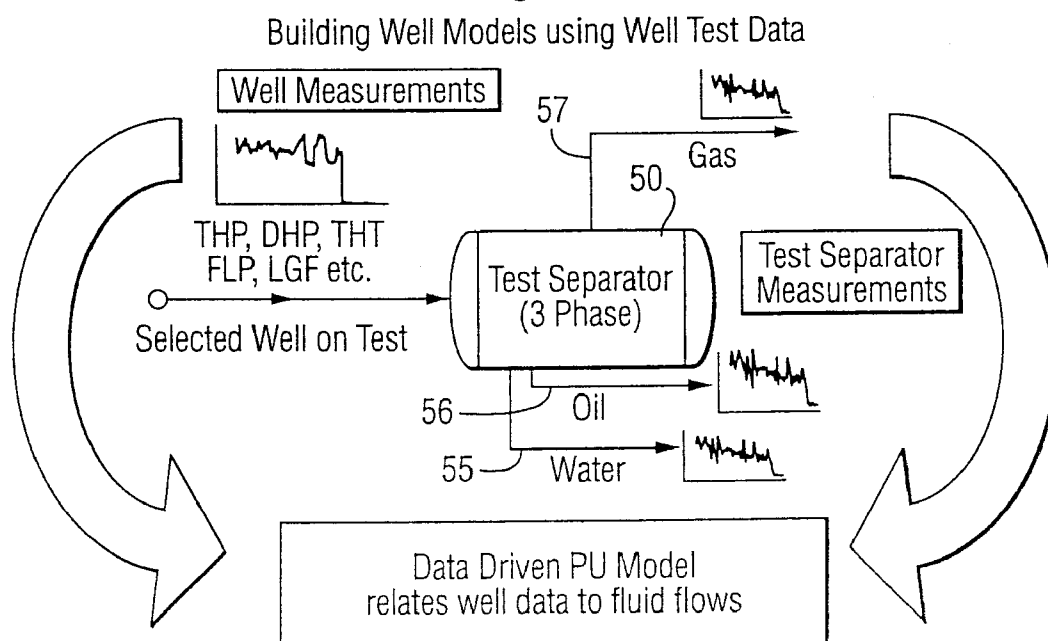 Building Well Models using Well Test Data
Well Measurements
57
Gas
50
THP, DHP, THT
FLP, LGF etc.
Test Separator
(3 Phase)
Test Separator
Measurements
Selected Well on Test
56
Oil
55
Water
Data Driven PU Model
relates well data to fluid flows